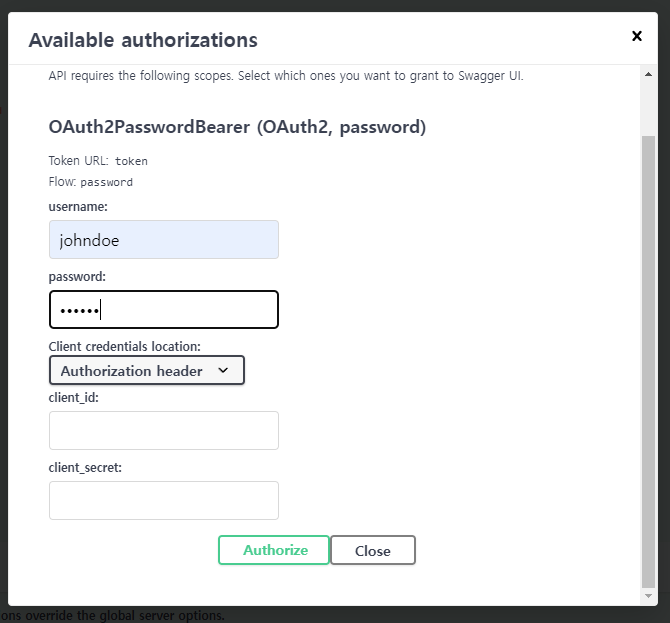 Available authorizations
API requires the following scopes. Select which ones you want to grant to Swagger UI.
OAuth2PasswordBearer (OAuth2, password)
Token URL: token
Flow: password
username:
johndoe
password:
••••••
Client credentials location:
Authorization header
client_id:
client_secret:
Authorize Close
ons override the global server options.